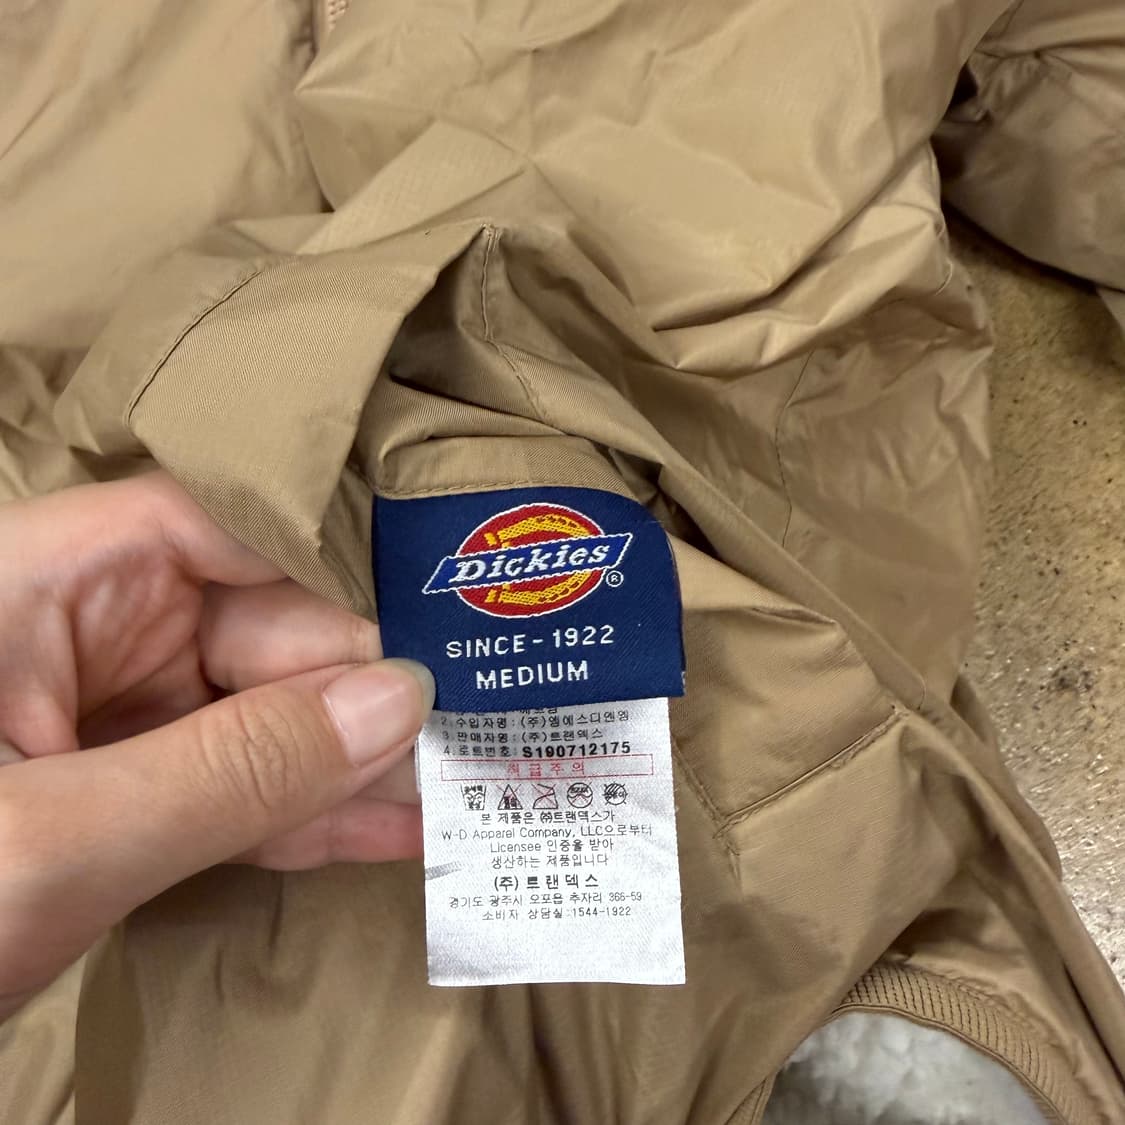 Dickies
®
SINCE-1922
MEDIUM
2.수입자명:(주)엠에스디엔엠
3.판매자명:(주)트랜덱스
4.로트번호:S190712175
취급주의
본 제품은 ㈜트랜덱스가
W-D Apparel Company, LLC으로부터
Licensee 인증을 받아
생산하는 제품입니다
(주)트랜덱스
경기도 광주시 오포읍 추자리 366-59
소비자 상담실:1544-1922